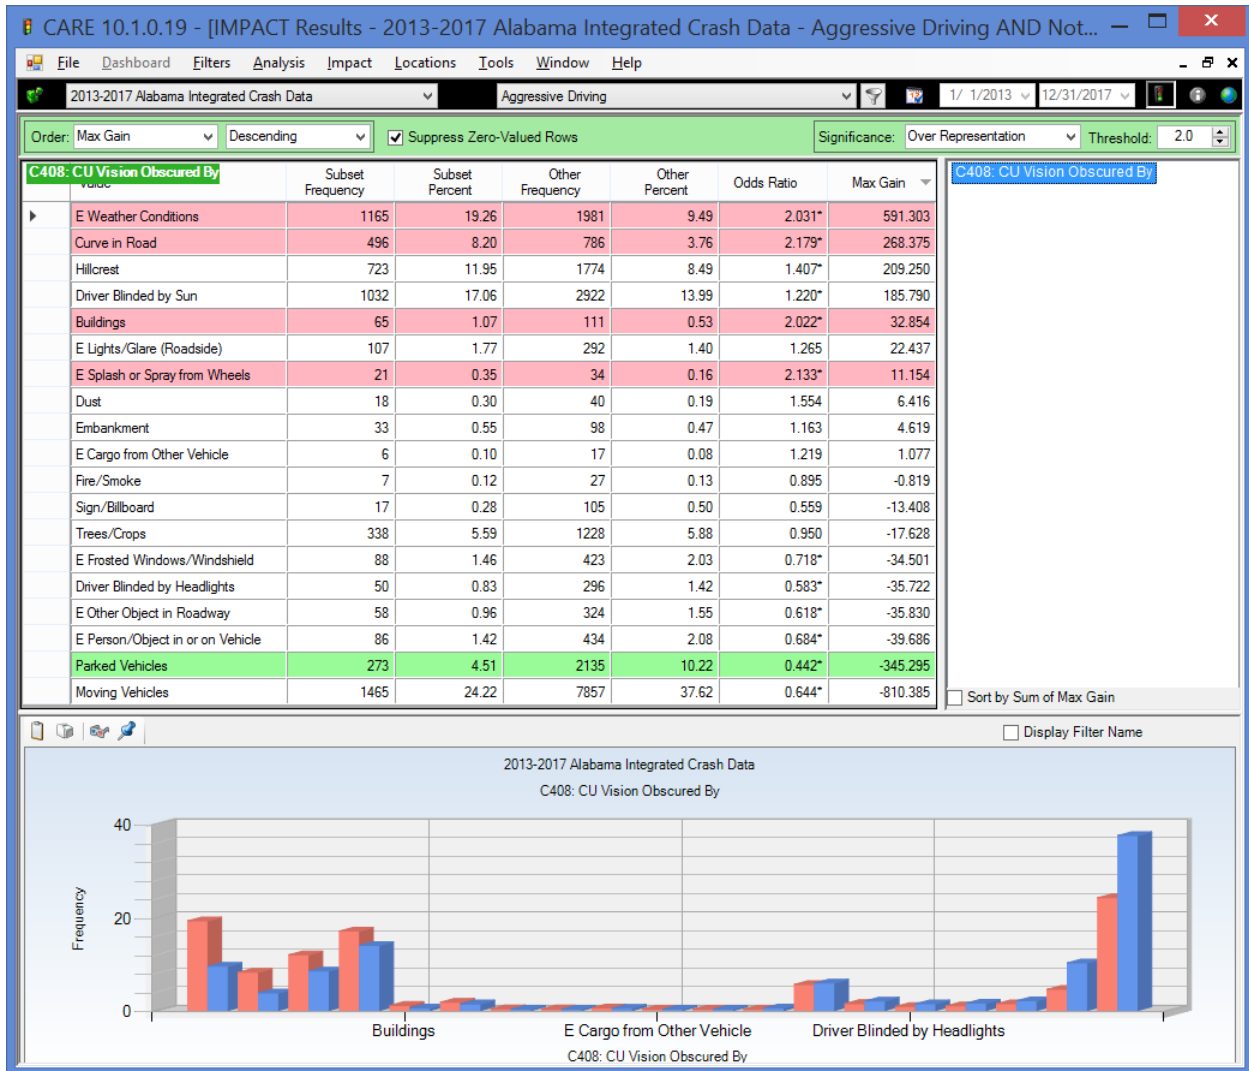 CARE 10.1.0.19 - [IMPACT Results - 2013-2017 Alabama Integrated Crash Data - Aggressive Driving AND Not...
File Dashboard Filters Analysis Impact Locations Tools Window Help
2013-2017 Alabama Integrated Crash Data Aggressive Driving 1/ 1/2013 12/31/2017
Order: Max Gain Descending Suppress Zero-Valued Rows Significance: Over Representation Threshold: 2.0
C408: CU Vision Obscured By Subset Frequency Subset Percent Other Frequency Other Percent Odds Ratio Max Gain C408: CU Vision Obscured By
E Weather Conditions 1165 19.26 1981 9.49 2.031* 591.303
Curve in Road 496 8.20 786 3.76 2.179* 268.375
Hillcrest 723 11.95 1774 8.49 1.407* 209.250
Driver Blinded by Sun 1032 17.06 2922 13.99 1.220* 185.790
Buildings 65 1.07 111 0.53 2.022* 32.854
E Lights/Glare (Roadside) 107 1.77 292 1.40 1.265 22.437
E Splash or Spray from Wheels 21 0.35 34 0.16 2.133* 11.154
Dust 18 0.30 40 0.19 1.554 6.416
Embankment 33 0.55 98 0.47 1.163 4.619
E Cargo from Other Vehicle 6 0.10 17 0.08 1.219 1.077
Fire/Smoke 7 0.12 27 0.13 0.895 -0.819
Sign/Billboard 17 0.28 105 0.50 0.559 -13.408
Trees/Crops 338 5.59 1228 5.88 0.950 -17.628
E Frosted Windows/Windshield 88 1.46 423 2.03 0.718* -34.501
Driver Blinded by Headlights 50 0.83 296 1.42 0.583* -35.722
E Other Object in Roadway 58 0.96 324 1.55 0.618* -35.830
E Person/Object in or on Vehicle 86 1.42 434 2.08 0.684* -39.686
Parked Vehicles 273 4.51 2135 10.22 0.442* -345.295
Moving Vehicles 1465 24.22 7857 37.62 0.644* -810.385
Sort by Sum of Max Gain
Display Filter Name
2013-2017 Alabama Integrated Crash Data
C408: CU Vision Obscured By
40
20
0
Frequency
Buildings E Cargo from Other Vehicle Driver Blinded by Headlights
C408: CU Vision Obscured By